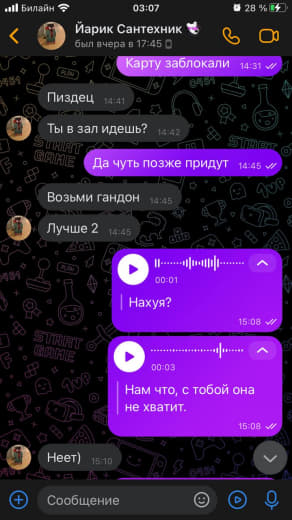 Билайн 03:07 28 %
Йарик Сантехник
был вчера в 17:45
Карту заблокали 14:31
Пиздец 14:41
Ты в зал идешь? 14:42
Да чуть позже придут 14:45
Возьми гандон 14:45
Лучше 2 14:45
00:01
Нахуя?
15:08
00:03
Нам что, с тобой она
не хватит.
15:08
Неет) 15:10
Сообщение